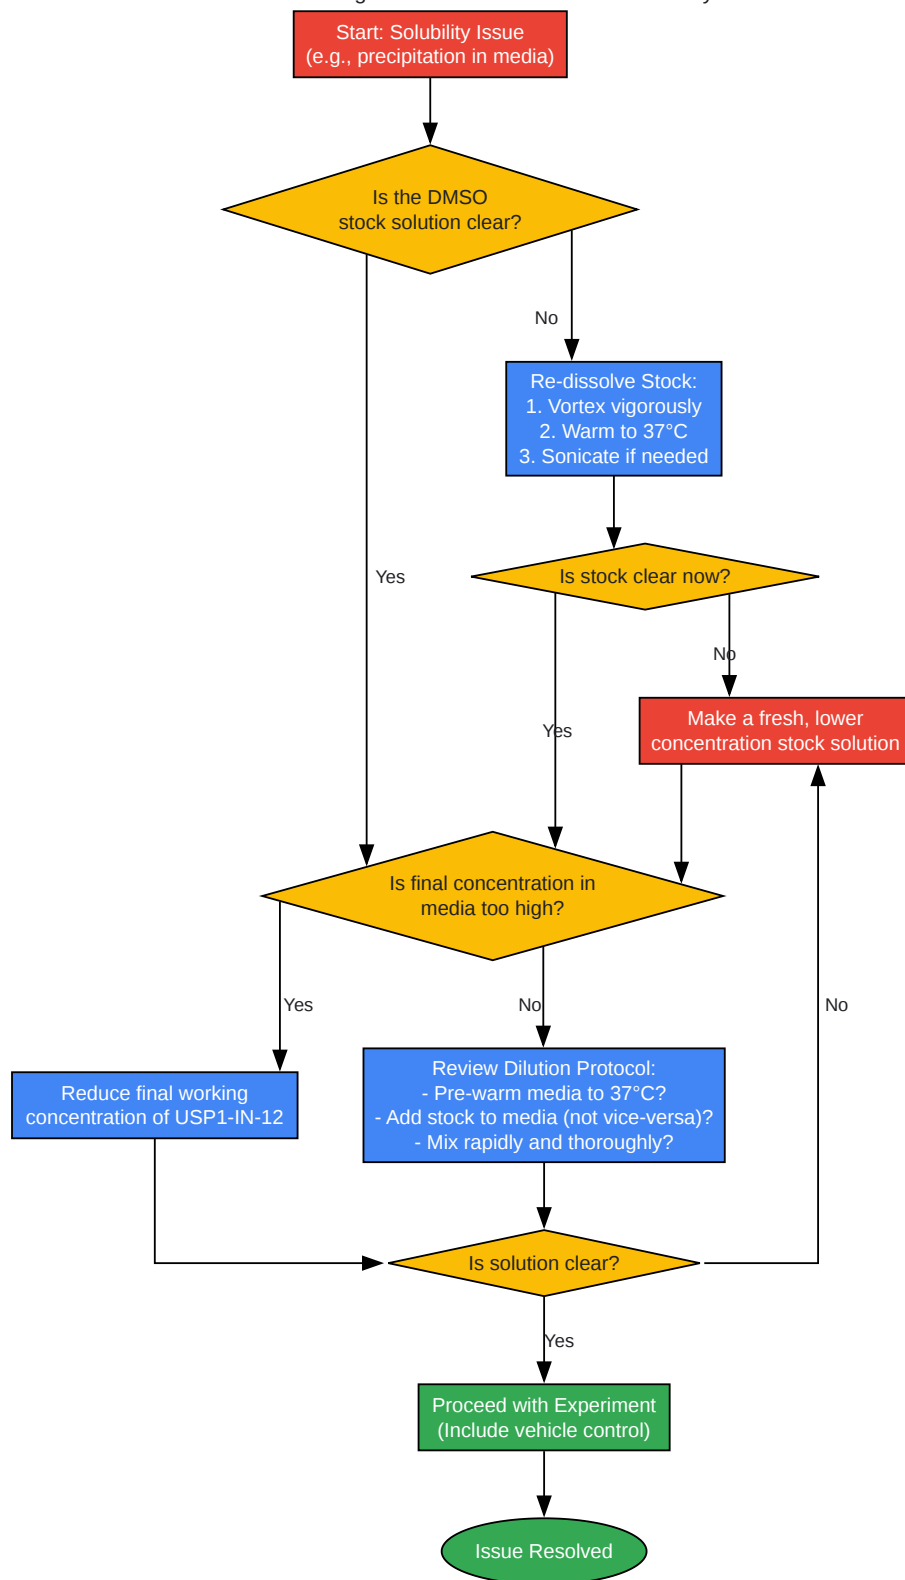 Start: Solubility Issue
(e.g., precipitation in media)
Is the DMSO
stock solution clear?
No
Re-dissolve Stock:
1. Vortex vigorously
2. Warm to 37°C
3. Sonicate if needed
Yes
Is stock clear now?
No
Make a fresh, lower
concentration stock solution
Yes
Is final concentration in
media too high?
Yes
No
No
Reduce final working
concentration of USP1-IN-12
Review Dilution Protocol:
- Pre-warm media to 37°C?
- Add stock to media (not vice-versa)?
- Mix rapidly and thoroughly?
Is solution clear?
Yes
Proceed with Experiment
(Include vehicle control)
Issue Resolved